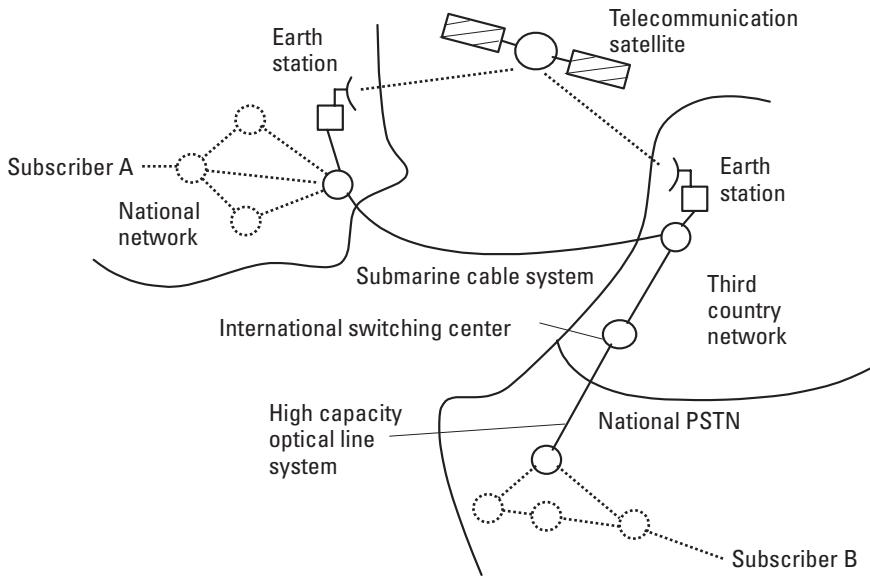 Telecommunication
satellite
Earth
station
Subscriber A
National
network
Earth
station
Submarine cable system
Third
country
network
International switching center
High capacity
optical line
system
National PSTN
Subscriber B